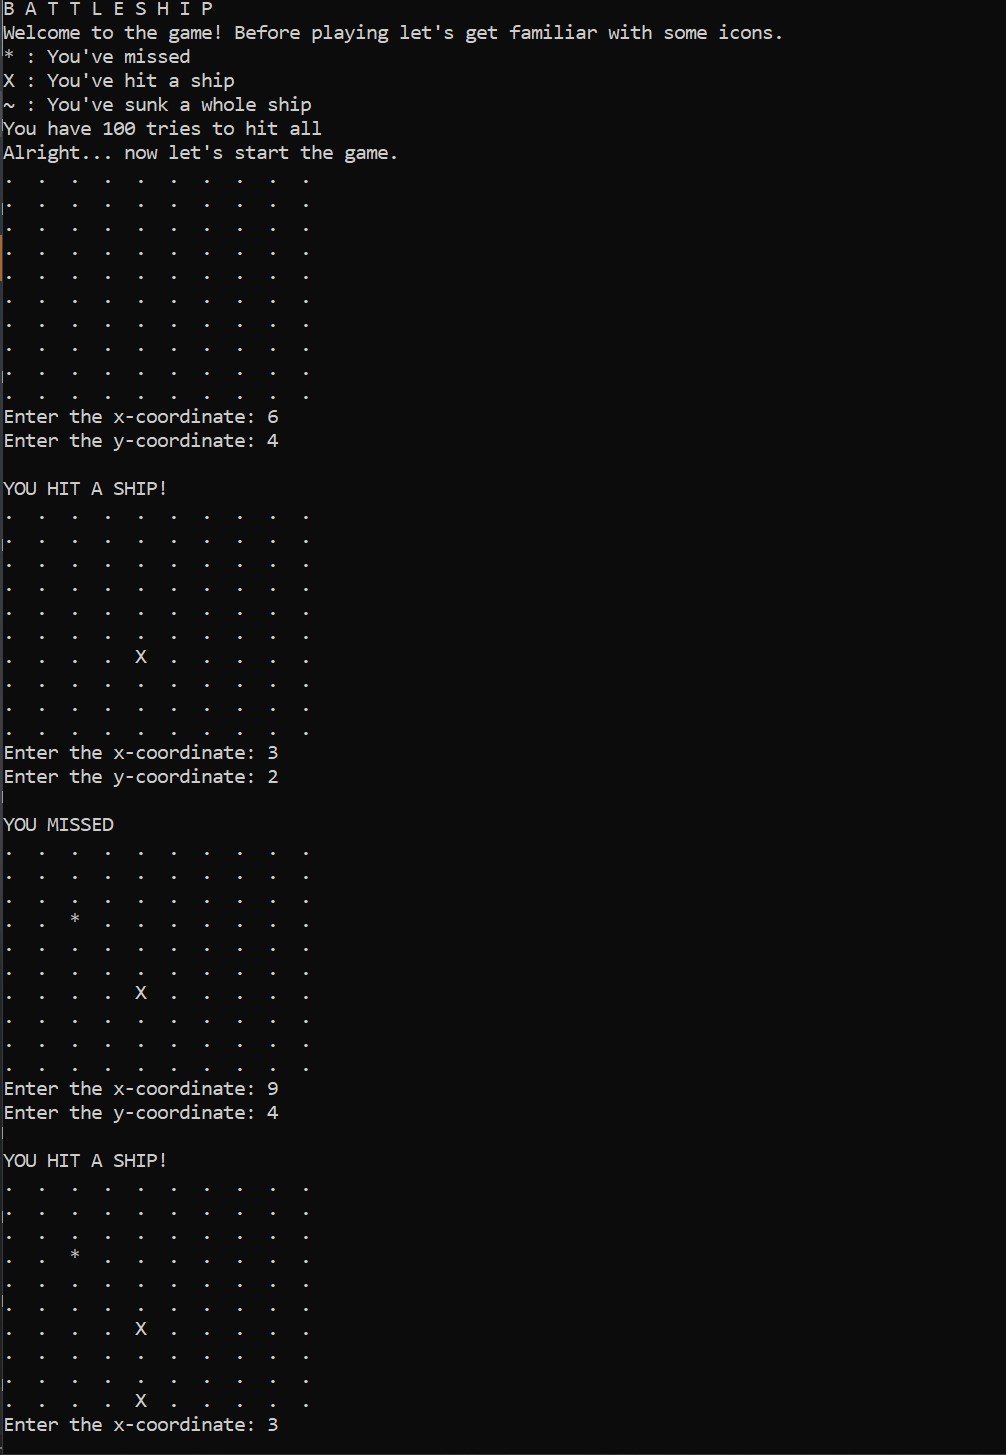 B A T T L E S H I P
Welcome to the game! Before playing let's get familiar with some icons.
* : You've missed
X : You've hit a ship
~ : You've sunk a whole ship
You have 100 tries to hit all
Alright... now let's start the game.
.  .  .  .  .  .  .  .  .  .
.  .  .  .  .  .  .  .  .  .
.  .  .  .  .  .  .  .  .  .
.  .  .  .  .  .  .  .  .  .
.  .  .  .  .  .  .  .  .  .
.  .  .  .  .  .  .  .  .  .
.  .  .  .  .  .  .  .  .  .
.  .  .  .  .  .  .  .  .  .
.  .  .  .  .  .  .  .  .  .
.  .  .  .  .  .  .  .  .  .
Enter the x-coordinate: 6
Enter the y-coordinate: 4

YOU HIT A SHIP!
.  .  .  .  .  .  .  .  .  .
.  .  .  .  .  .  .  .  .  .
.  .  .  .  .  .  .  .  .  .
.  .  .  .  .  .  .  .  .  .
.  .  .  .  .  .  .  .  .  .
.  .  .  .  .  .  .  .  .  .
.  .  .  .  X  .  .  .  .  .
.  .  .  .  .  .  .  .  .  .
.  .  .  .  .  .  .  .  .  .
.  .  .  .  .  .  .  .  .  .
Enter the x-coordinate: 3
Enter the y-coordinate: 2

YOU MISSED
.  .  .  .  .  .  .  .  .  .
.  .  .  .  .  .  .  .  .  .
.  .  .  .  .  .  .  .  .  .
.  .  *  .  .  .  .  .  .  .
.  .  .  .  .  .  .  .  .  .
.  .  .  .  .  .  .  .  .  .
.  .  .  .  X  .  .  .  .  .
.  .  .  .  .  .  .  .  .  .
.  .  .  .  .  .  .  .  .  .
.  .  .  .  .  .  .  .  .  .
Enter the x-coordinate: 9
Enter the y-coordinate: 4

YOU HIT A SHIP!
.  .  .  .  .  .  .  .  .  .
.  .  .  .  .  .  .  .  .  .
.  .  .  .  .  .  .  .  .  .
.  .  *  .  .  .  .  .  .  .
.  .  .  .  .  .  .  .  .  .
.  .  .  .  .  .  .  .  .  .
.  .  .  .  X  .  .  .  .  .
.  .  .  .  .  .  .  .  .  .
.  .  .  .  .  .  .  .  .  .
.  .  .  .  X  .  .  .  .  .
Enter the x-coordinate: 3